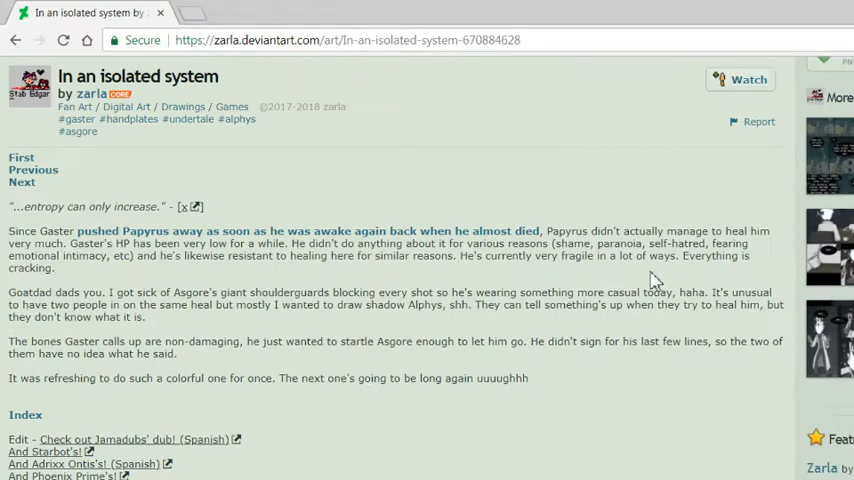 In an isolated system by
Secure https://zarla.deviantart.com/art/In-an-isolated-system-670884628
Stab Edgar
In an isolated system
by zarla CORE
Fan Art / Digital Art / Drawings / Games ©2017-2018 zarla
#gaster #handplates #undertale #alphys
#asgore
Watch
Report
First
Previous
Next
"...entropy can only increase." - [x]
Since Gaster pushed Papyrus away as soon as he was awake again back when he almost died, Papyrus didn't actually manage to heal him
very much. Gaster's HP has been very low for a while. He didn't do anything about it for various reasons (shame, paranoia, self-hatred, fearing
emotional intimacy, etc) and he's likewise resistant to healing here for similar reasons. He's currently very fragile in a lot of ways. Everything is
cracking.
Goatdad dads you. I got sick of Asgore's giant shoulderguards blocking every shot so he's wearing something more casual today, haha. It's unusual
to have two people in on the same heal but mostly I wanted to draw shadow Alphys, shh. They can tell something's up when they try to heal him, but
they don't know what it is.
The bones Gaster calls up are non-damaging, he just wanted to startle Asgore enough to let him go. He didn't sign for his last few lines, so the two of
them have no idea what he said.
It was refreshing to do such a colorful one for once. The next one's going to be long again uuuughhh
Index
Edit - Check out Jamadubs' dub! (Spanish)
And Starbot's!
And Adrixx Ontis's! (Spanish)
And Phoenix Prime's!
PN
More
Feat
Zarla by